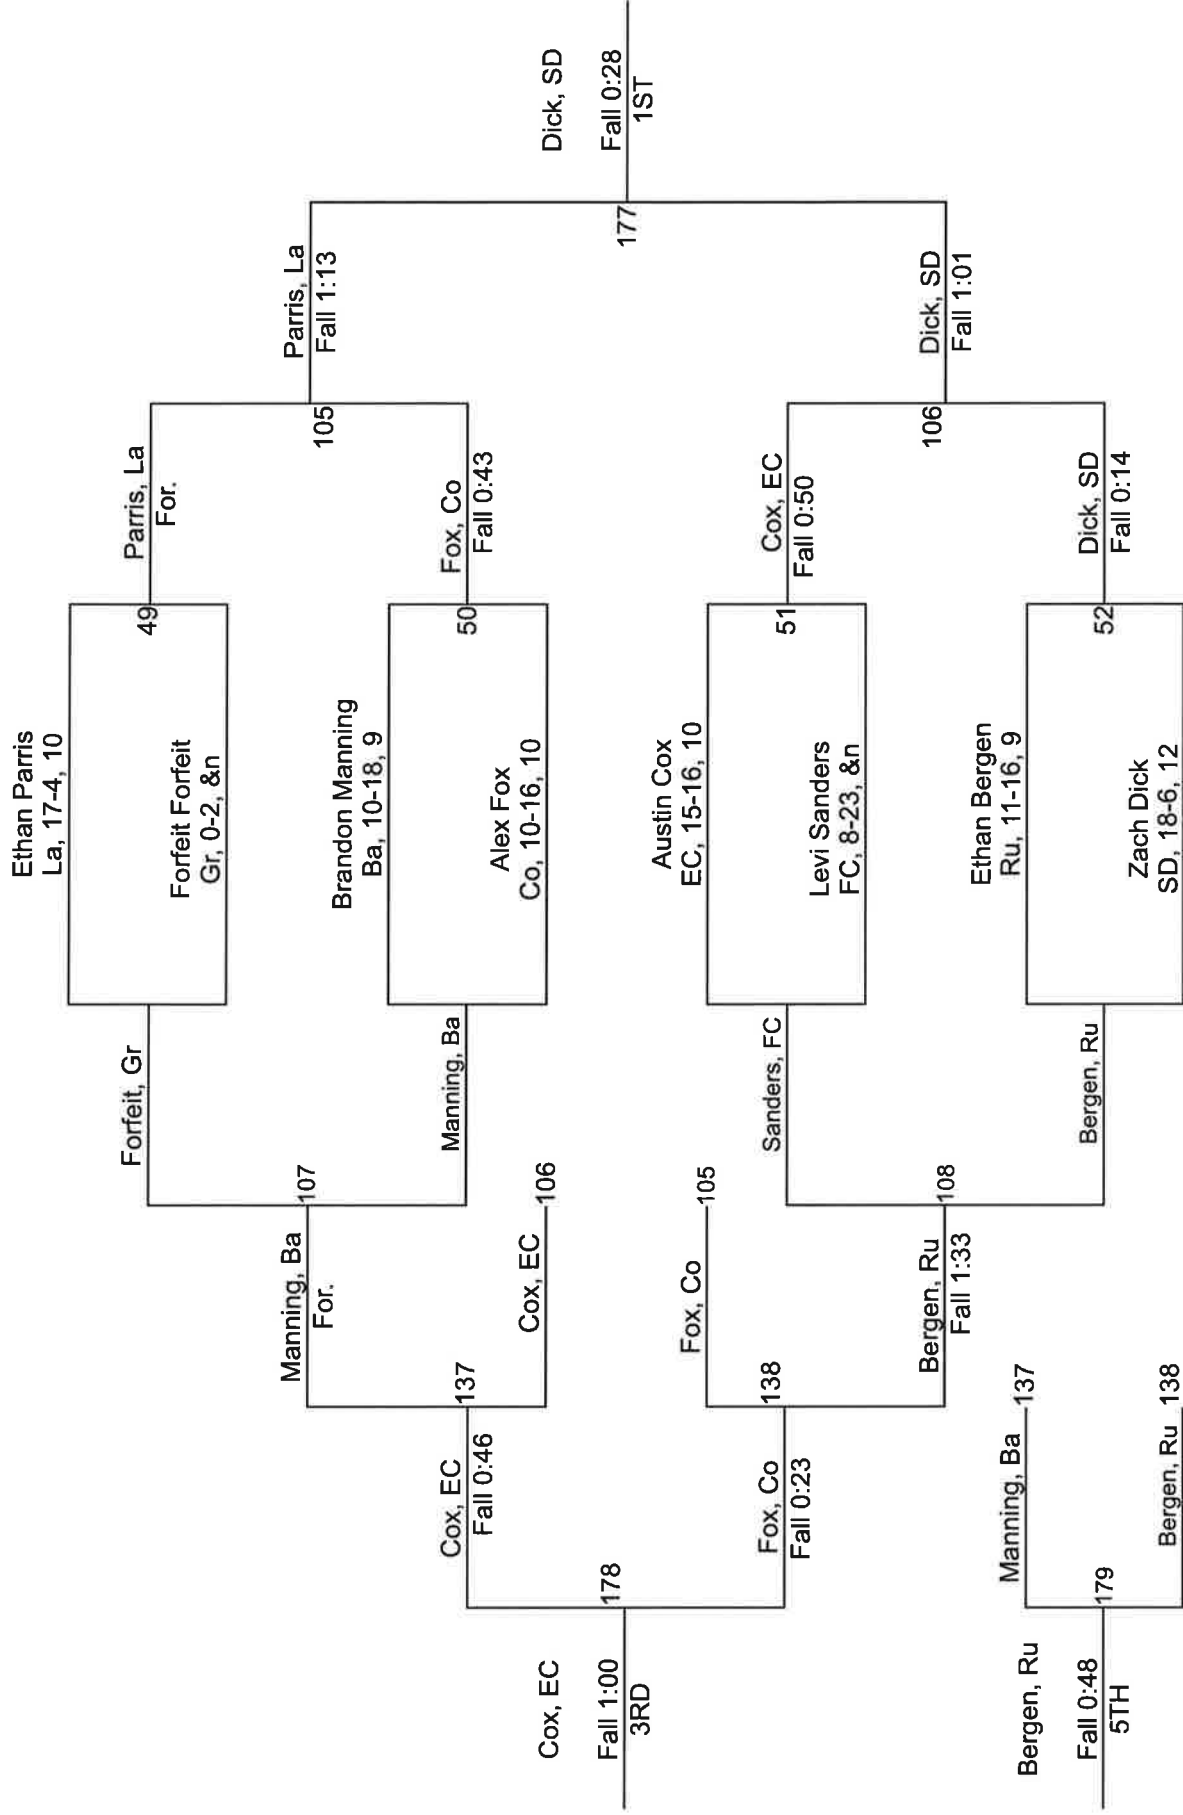 Ethan Parris
La, 17-4, 10
Forfeit Forfeit
Gr, 0-2, &n
49
Brandon Manning
Ba, 10-18, 9
Alex Fox
Co, 10-16, 10
50
Austin Cox
EC, 15-16, 10
Levi Sanders
FC, 8-23, &n
51
Ethan Bergen
Ru, 11-16, 9
Zach Dick
SD, 18-6, 12
52
Parris, La
For.
Fox, Co
Fall 0:43
105
Cox, EC
Fall 0:50
Dick, SD
Fall 0:14
106
Parris, La
Fall 1:13
Dick, SD
Fall 1:01
177
Dick, SD
Fall 0:28
1ST
Forfeit, Gr
Manning, Ba
107
Sanders, FC
Bergen, Ru
108
Manning, Ba
For.
Cox, EC
106
137
Fox, Co
105
Bergen, Ru
Fall 1:33
138
Cox, EC
Fall 0:46
Fox, Co
Fall 0:23
178
Cox, EC
Fall 1:00
3RD
Manning, Ba
137
Bergen, Ru
138
179
Bergen, Ru
Fall 0:48
5TH